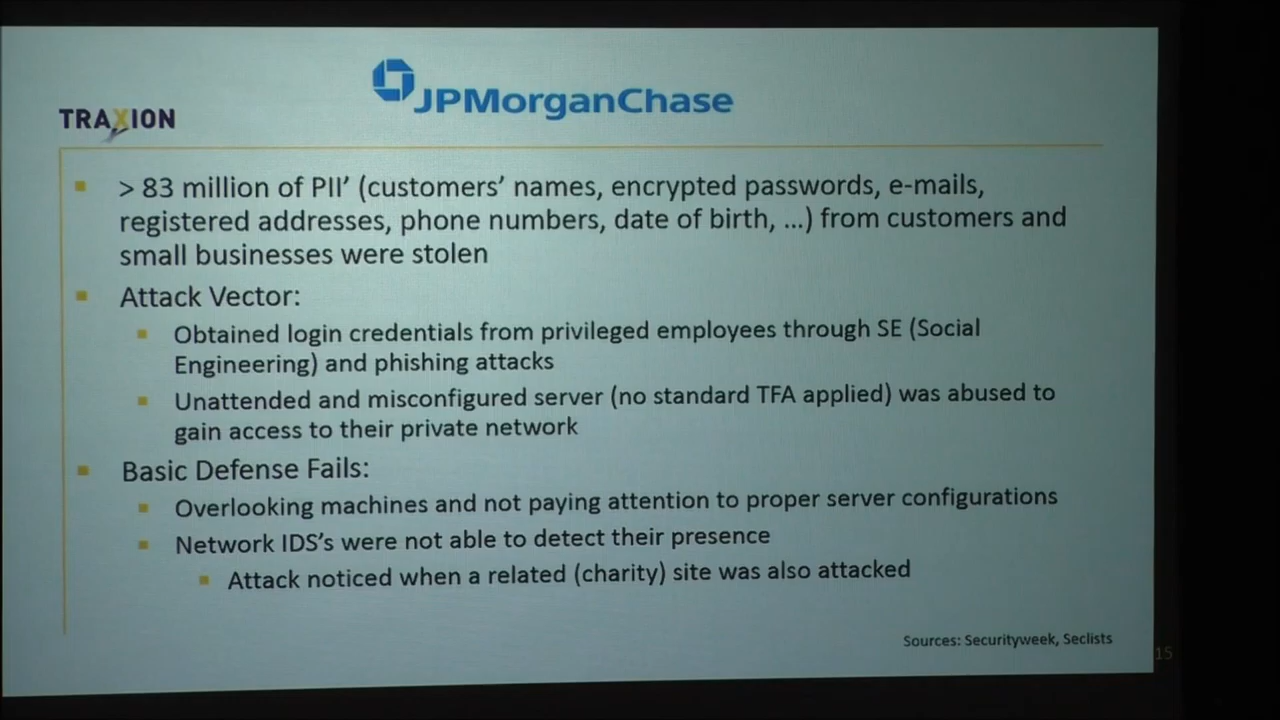 JPMorganChase
TRAXION
> 83 million of PII' (customers' names, encrypted passwords, e-mails,
registered addresses, phone numbers, date of birth, ...) from customers and
small businesses were stolen
Attack Vector:
Obtained login credentials from privileged employees through SE (Social
Engineering) and phishing attacks
Unattended and misconfigured server (no standard TFA applied) was abused to
gain access to their private network
Basic Defense Fails:
Overlooking machines and not paying attention to proper server configurations
Network IDS's were not able to detect their presence
Attack noticed when a related (charity) site was also attacked
Sources: Securityweek, Seclists
15